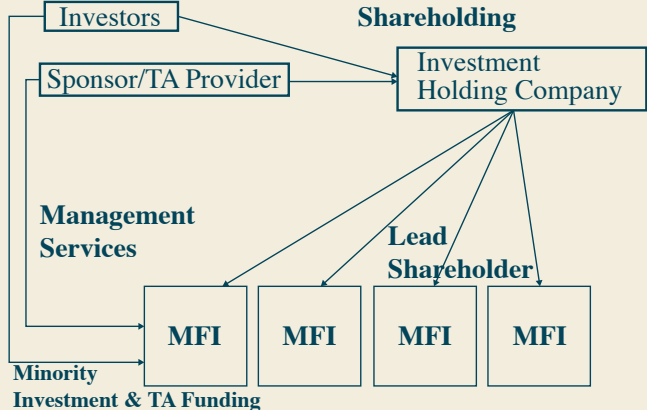 Investors
Shareholding
Sponsor/TA Provider
Investment
Holding Company
Management
Services
Lead
Shareholder
MFI
MFI
MFI
MFI
Minority
Investment & TA Funding